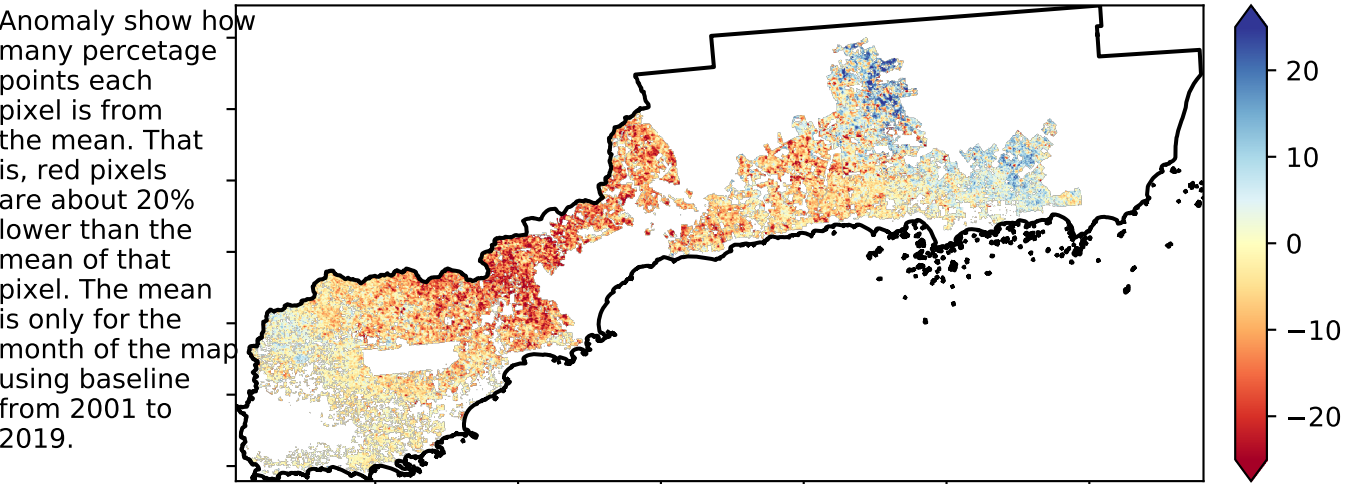 Anomaly show how
many percetage
points each
pixel is from
the mean. That
is, red pixels
are about 20%
lower than the
mean of that
pixel. The mean
is only for the
month of the map
using baseline
from 2001 to
2019.
20
10
0
−10
−20